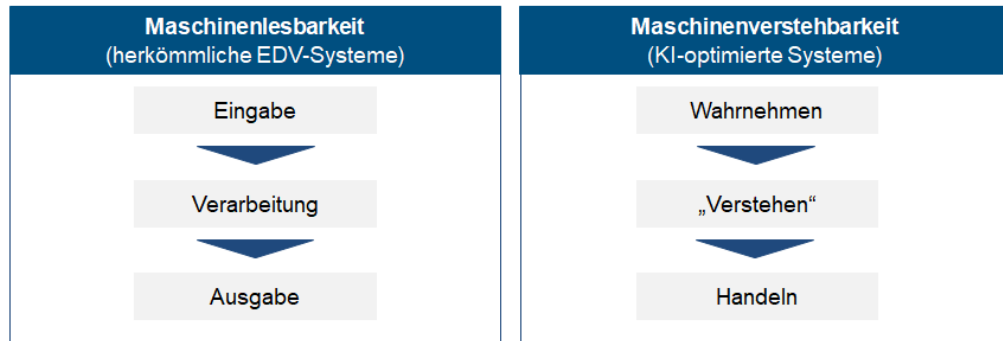 Maschinenlesbarkeit
(herkömmliche EDV-Systeme)
Eingabe
Verarbeitung
Ausgabe
Maschinenverstehbarkeit
(KI-optimierte Systeme)
Wahrnehmen
„Verstehen“
Handeln